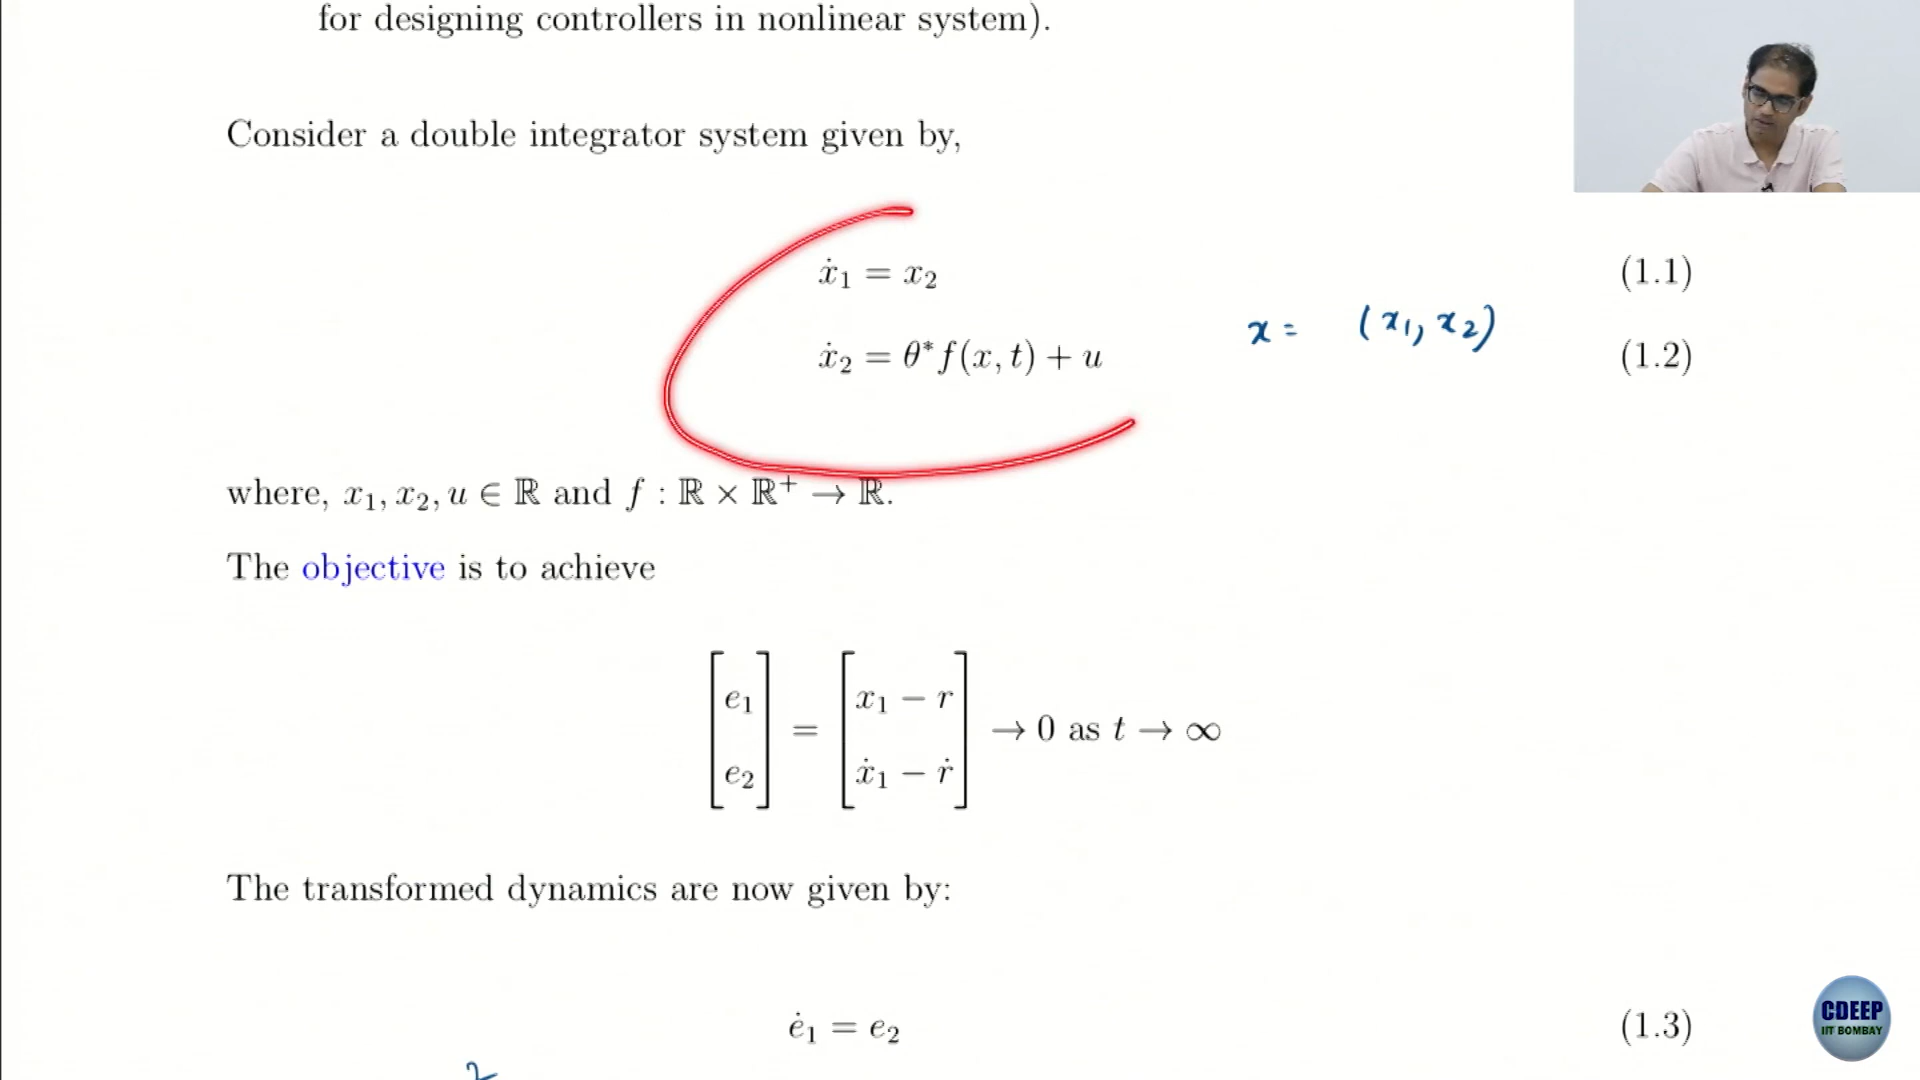 for designing controllers in nonlinear system).
Consider a double integrator system given by,
ẋ₁ = x₂ (1.1)
x = (x₁, x₂)
ẋ₂ = θ* f(x, t) + u (1.2)
where, x₁, x₂, u ∈ ℝ and f : ℝ × ℝ⁺ → ℝ.
The objective is to achieve
[e₁ e₂] = [x₁ − r ẋ₁ − ṙ] → 0 as t → ∞
The transformed dynamics are now given by:
ė₁ = e₂ (1.3)
CDEEP
IIT BOMBAY